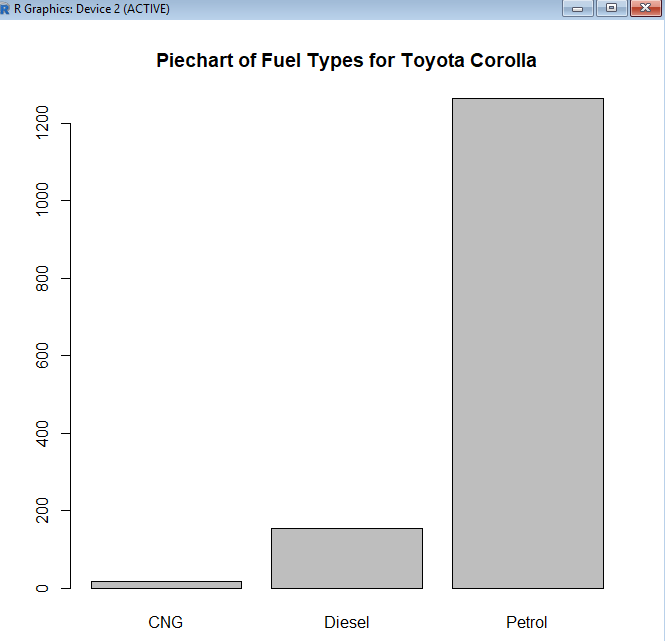 R Graphics: Device 2 (ACTIVE)
Piechart of Fuel Types for Toyota Corolla
1200
1000
800
600
400
200
0
CNG Diesel Petrol